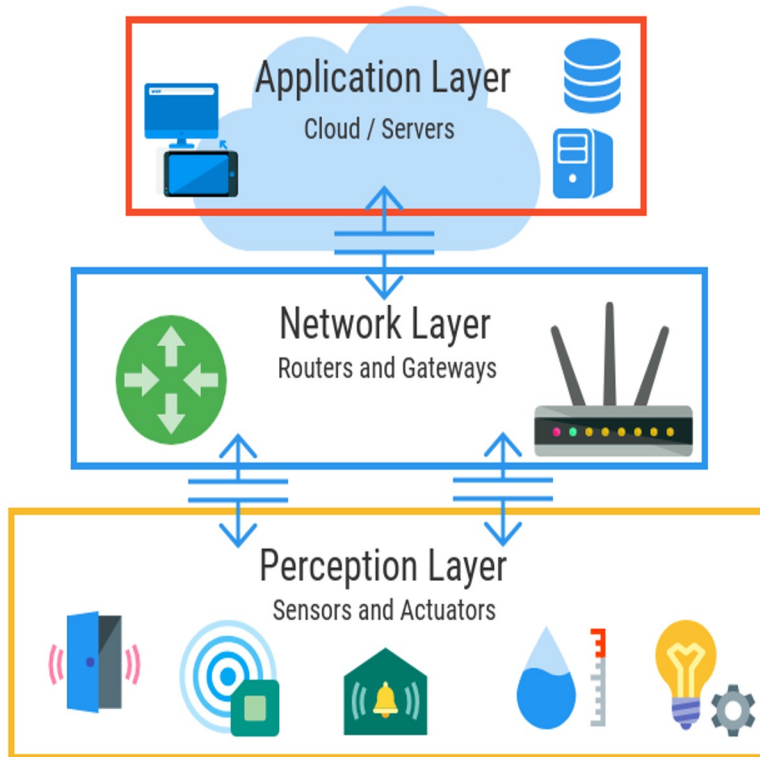 Application Layer
Cloud / Servers
Network Layer
Routers and Gateways
Perception Layer
Sensors and Actuators